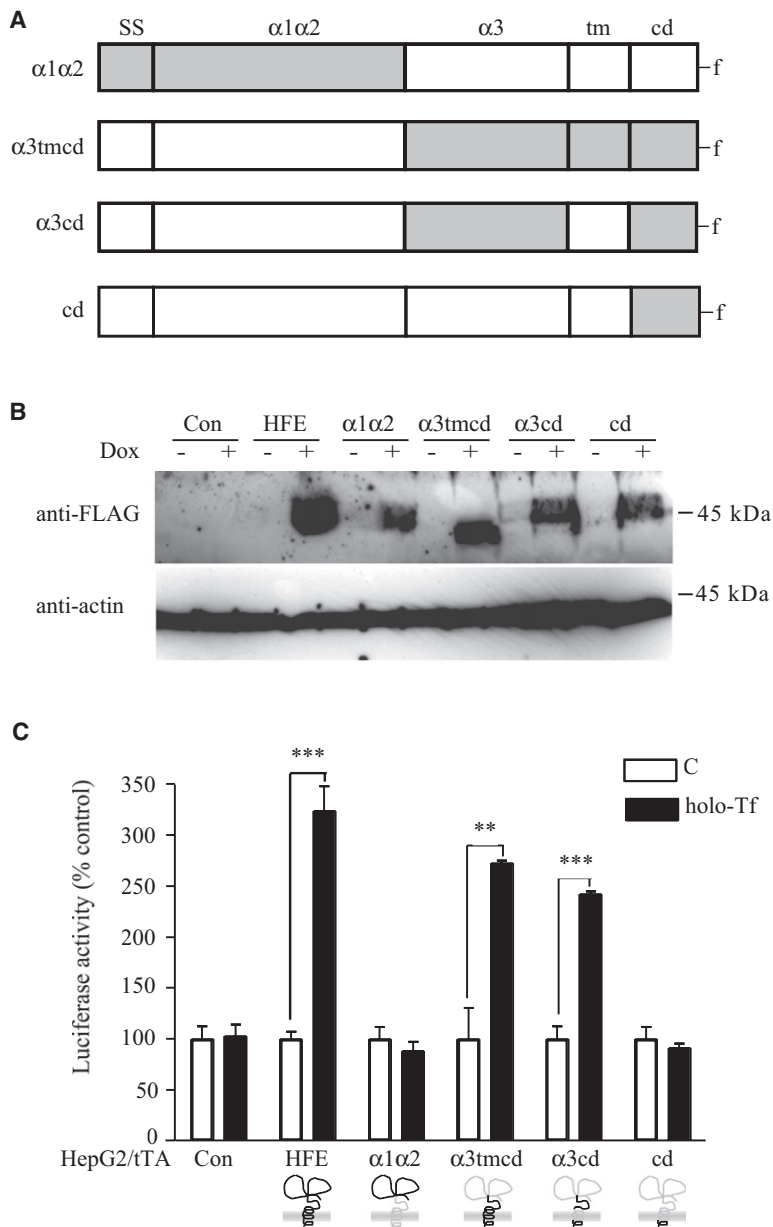 A
SS α1α2 α3 tm cd
α1α2 f
α3tmcd f
α3cd f
cd f
B
Con HFE α1α2 α3tmcd α3cd cd
Dox - + - + - + - + - + - +
anti-FLAG 45 kDa
anti-actin 45 kDa
C
Luciferase activity (% control)
350
300
250
200
150
100
50
0
*** ** ***
C
holo-Tf
HepG2/tTA Con HFE α1α2 α3tmcd α3cd cd